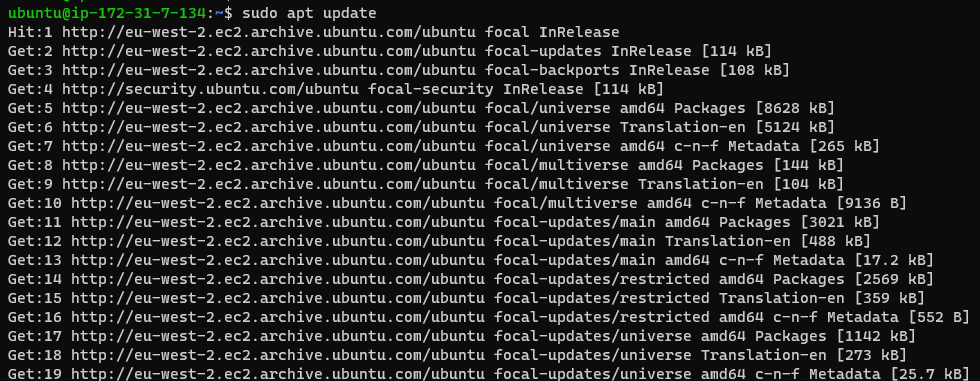 ubuntu@ip-172-31-7-134:~$ sudo apt update
Hit:1 http://eu-west-2.ec2.archive.ubuntu.com/ubuntu focal InRelease
Get:2 http://eu-west-2.ec2.archive.ubuntu.com/ubuntu focal-updates InRelease [114 kB]
Get:3 http://eu-west-2.ec2.archive.ubuntu.com/ubuntu focal-backports InRelease [108 kB]
Get:4 http://security.ubuntu.com/ubuntu focal-security InRelease [114 kB]
Get:5 http://eu-west-2.ec2.archive.ubuntu.com/ubuntu focal/universe amd64 Packages [8628 kB]
Get:6 http://eu-west-2.ec2.archive.ubuntu.com/ubuntu focal/universe Translation-en [5124 kB]
Get:7 http://eu-west-2.ec2.archive.ubuntu.com/ubuntu focal/universe amd64 c-n-f Metadata [265 kB]
Get:8 http://eu-west-2.ec2.archive.ubuntu.com/ubuntu focal/multiverse amd64 Packages [144 kB]
Get:9 http://eu-west-2.ec2.archive.ubuntu.com/ubuntu focal/multiverse Translation-en [104 kB]
Get:10 http://eu-west-2.ec2.archive.ubuntu.com/ubuntu focal/multiverse amd64 c-n-f Metadata [9136 B]
Get:11 http://eu-west-2.ec2.archive.ubuntu.com/ubuntu focal-updates/main amd64 Packages [3021 kB]
Get:12 http://eu-west-2.ec2.archive.ubuntu.com/ubuntu focal-updates/main Translation-en [488 kB]
Get:13 http://eu-west-2.ec2.archive.ubuntu.com/ubuntu focal-updates/main amd64 c-n-f Metadata [17.2 kB]
Get:14 http://eu-west-2.ec2.archive.ubuntu.com/ubuntu focal-updates/restricted amd64 Packages [2569 kB]
Get:15 http://eu-west-2.ec2.archive.ubuntu.com/ubuntu focal-updates/restricted Translation-en [359 kB]
Get:16 http://eu-west-2.ec2.archive.ubuntu.com/ubuntu focal-updates/restricted amd64 c-n-f Metadata [552 B]
Get:17 http://eu-west-2.ec2.archive.ubuntu.com/ubuntu focal-updates/universe amd64 Packages [1142 kB]
Get:18 http://eu-west-2.ec2.archive.ubuntu.com/ubuntu focal-updates/universe Translation-en [273 kB]
Get:19 http://eu-west-2.ec2.archive.ubuntu.com/ubuntu focal-updates/universe amd64 c-n-f Metadata [25.7 kB]